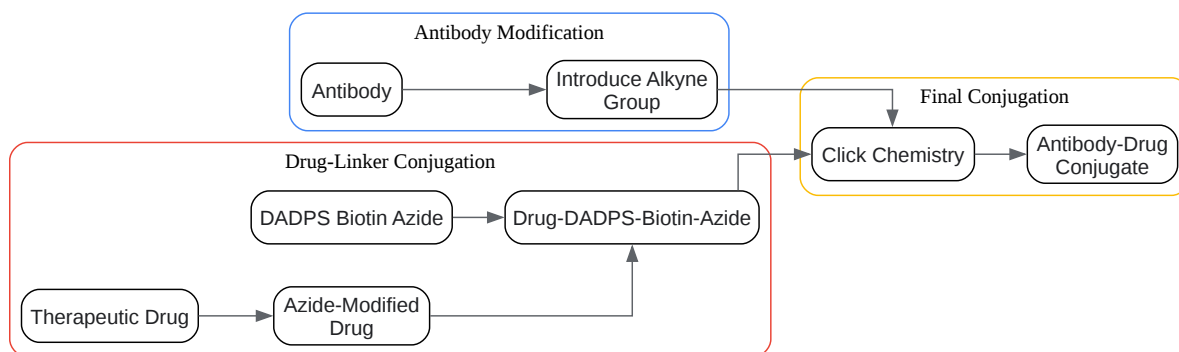 Antibody Modification
Antibody
Introduce Alkyne
Group
Final Conjugation
Click Chemistry
Antibody-Drug
Conjugate
Drug-Linker Conjugation
DADPS Biotin Azide
Drug-DADPS-Biotin-Azide
Therapeutic Drug
Azide-Modified
Drug